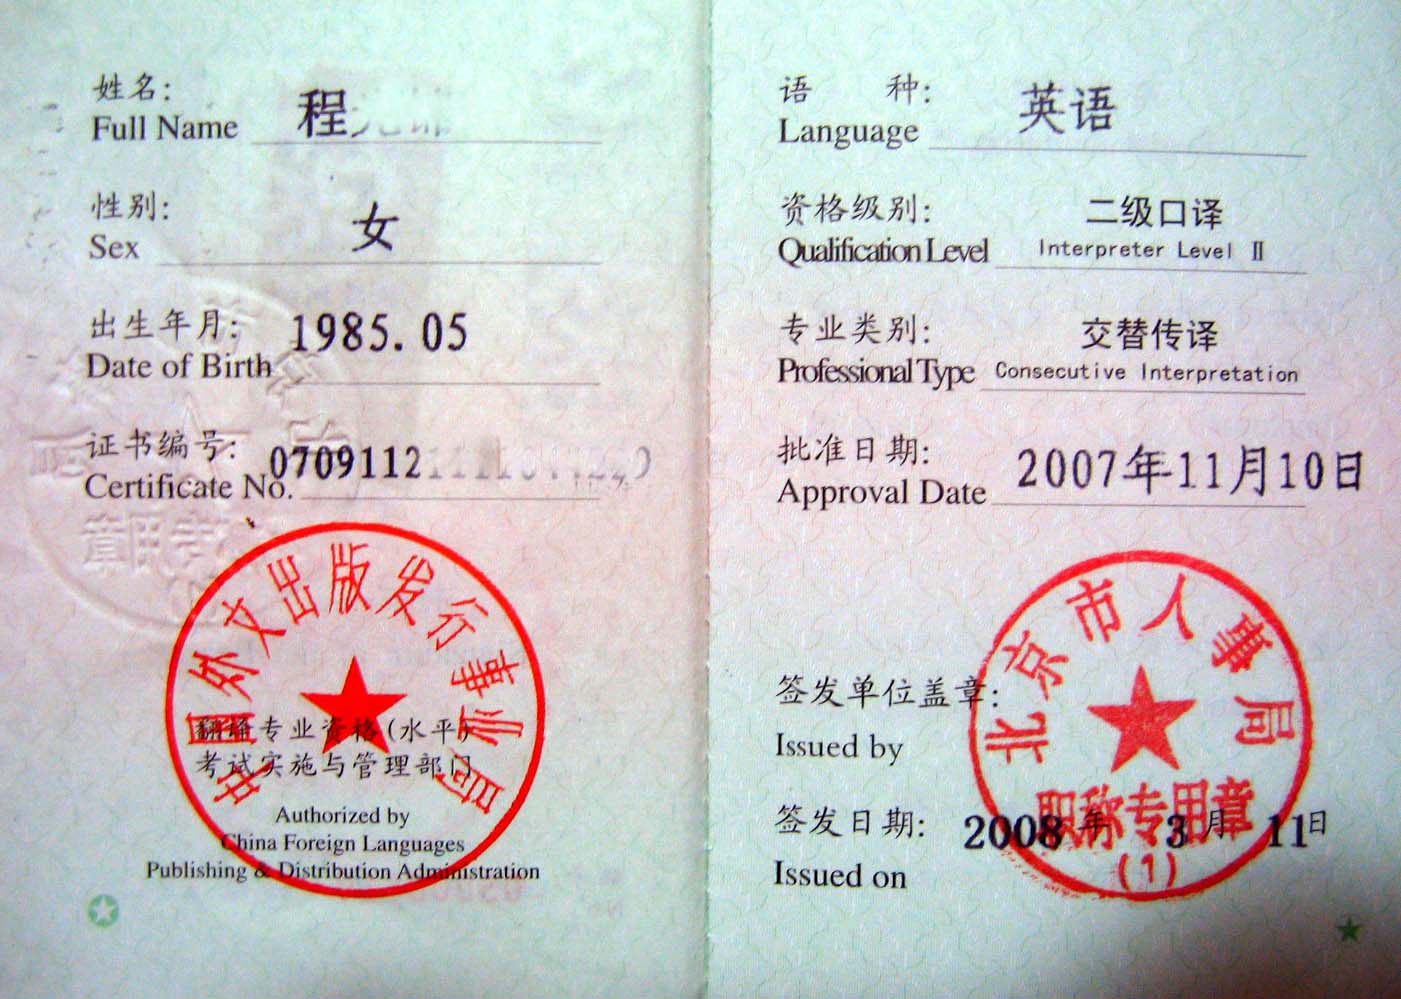 姓名:
Full Name 程
性别:
Sex 女
出生年月: 1985.05
Date of Birth
证书编号: 0709112
Certificate No.
中国外文出版发行事业局
翻译专业资格(水平)
考试实施与管理部门
Authorized by
China Foreign Languages
Publishing & Distribution Administration
语 种: 英语
Language
资格级别: 二级口译
Qualification Level Interpreter Level Ⅱ
专业类别: 交替传译
Professional Type Consecutive Interpretation
批准日期: 2007年11月10日
Approval Date
签发单位盖章:
Issued by
北京市人事局
职称专用章
(1)
签发日期: 2008年3月11日
Issued on